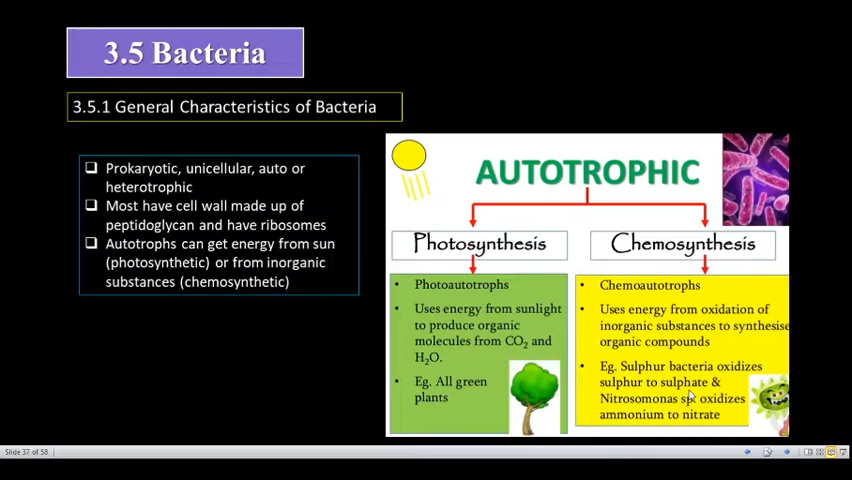 3.5 Bacteria
3.5.1 General Characteristics of Bacteria
Prokaryotic, unicellular, auto or
heterotrophic
Most have cell wall made up of
peptidoglycan and have ribosomes
Autotrophs can get energy from sun
(photosynthetic) or from inorganic
substances (chemosynthetic)
AUTOTROPHIC
Photosynthesis
• Photoautotrophs
• Uses energy from sunlight
to produce organic
molecules from CO2 and
H2O.
• Eg. All green
plants
Chemosynthesis
• Chemoautotrophs
• Uses energy from oxidation of
inorganic substances to synthesise
organic compounds
• Eg. Sulphur bacteria oxidizes
sulphur to sulphate &
Nitrosomonas sp. oxidizes
ammonium to nitrate
Slide 37 of 58